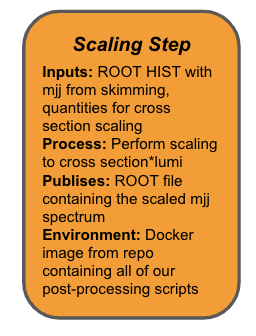 Scaling Step
Inputs: ROOT HIST with
mjj from skimming,
quantities for cross
section scaling
Process: Perform scaling
to cross section*lumi
Publises: ROOT file
containing the scaled mjj
spectrum
Environment: Docker
image from repo
containing all of our
post-processing scripts